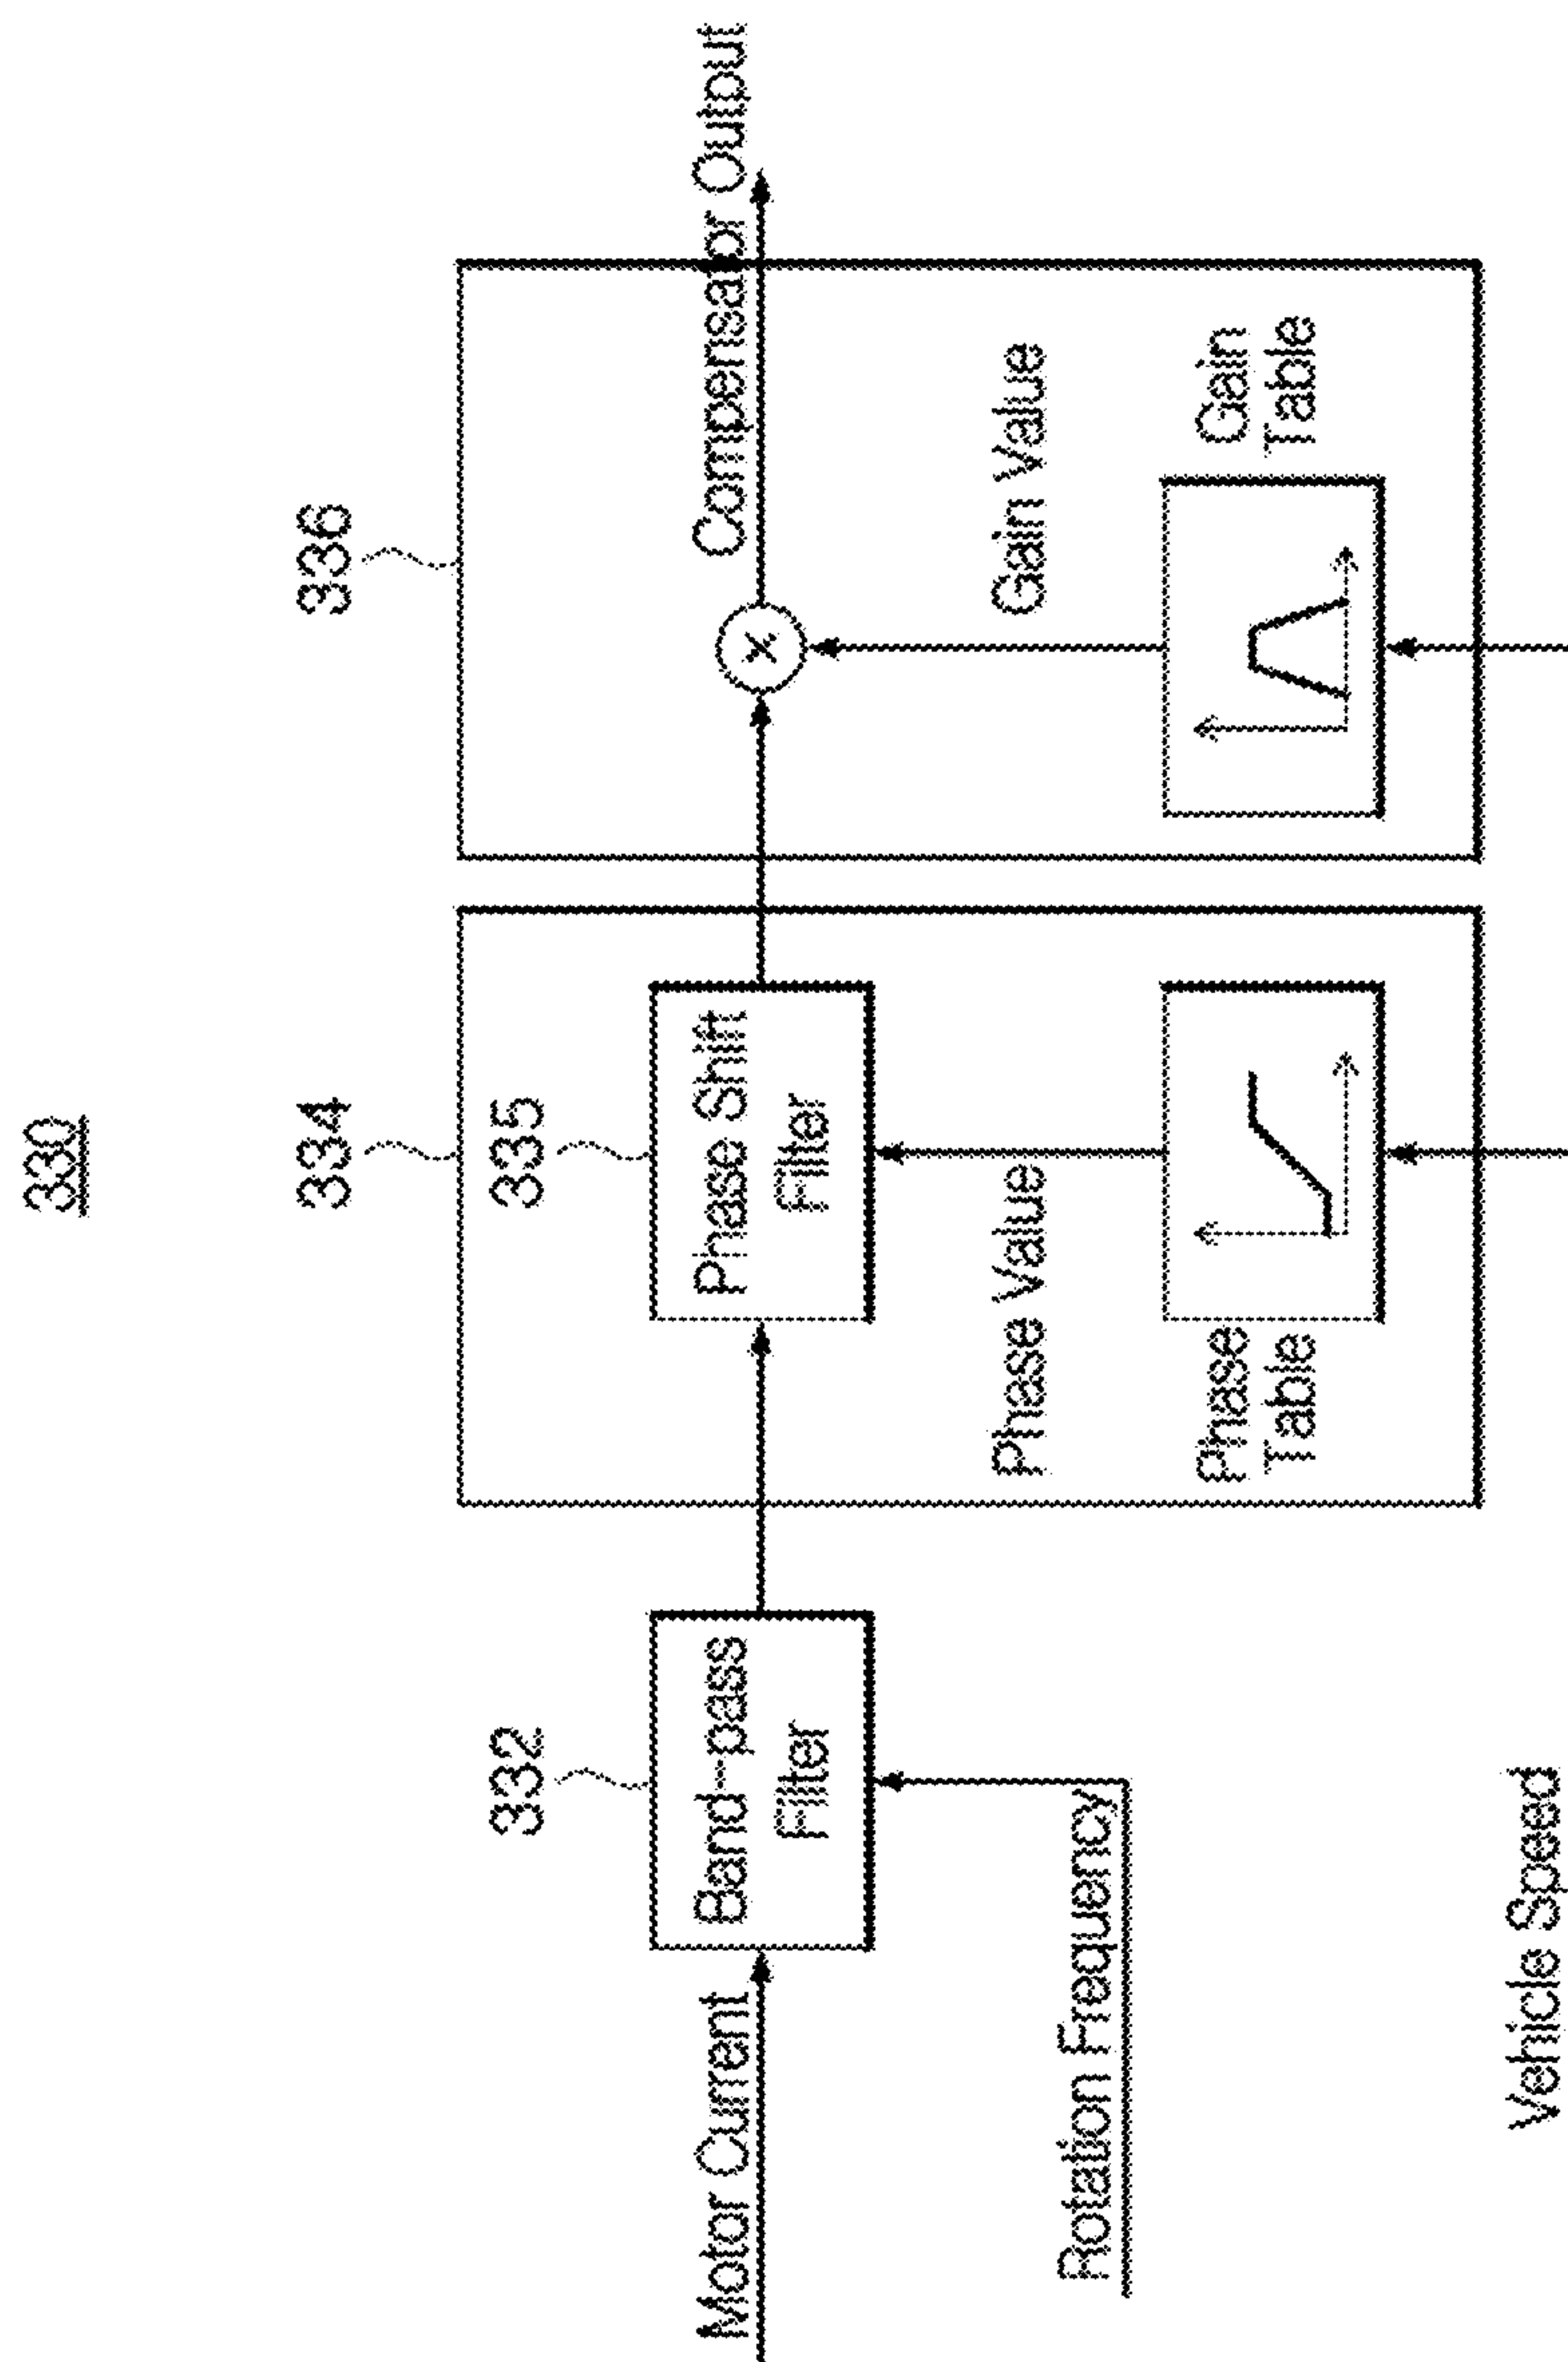 330
334
336
332
335
Motor Current
Band-pass
Filter
Phase Shift
Filter
Compensator Output
Phase Value
Gain Value
Rotation Frequency
Phase
Table
Gain
Table
Vehicle Speed